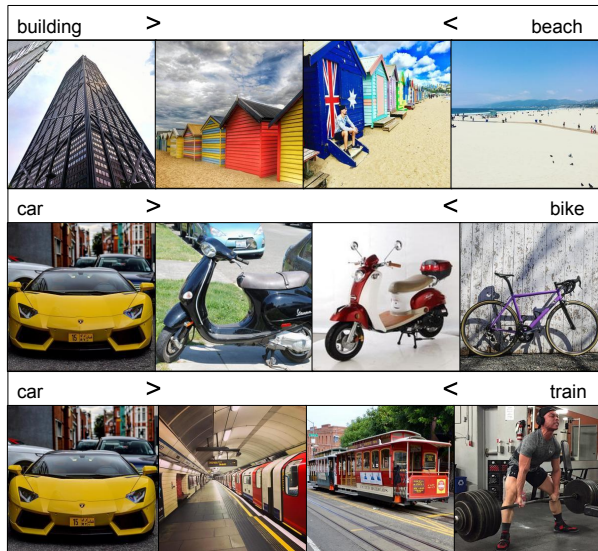 building > < beach
car > < bike
car > < train